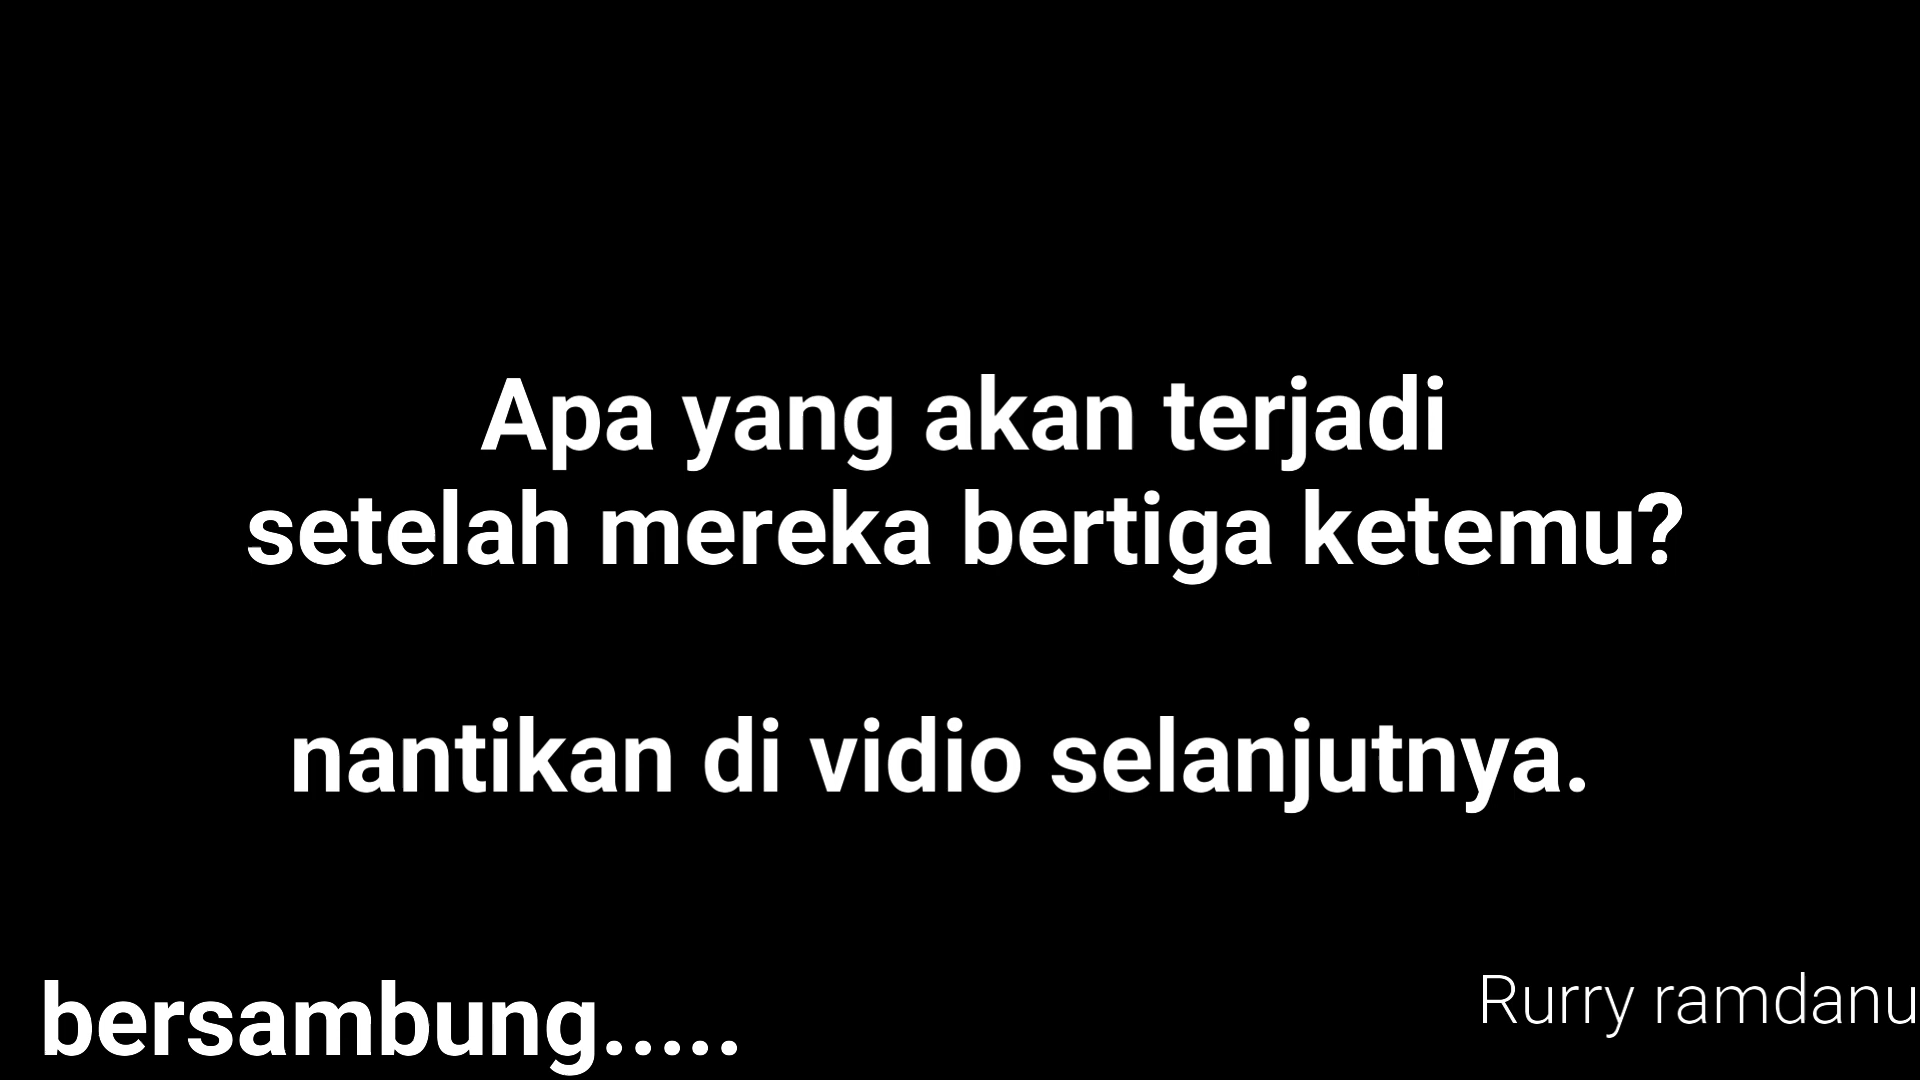 Apa yang akan terjadi
setelah mereka bertiga ketemu?
nantikan di vidio selanjutnya.
bersambung.....
Rurry ramdanu